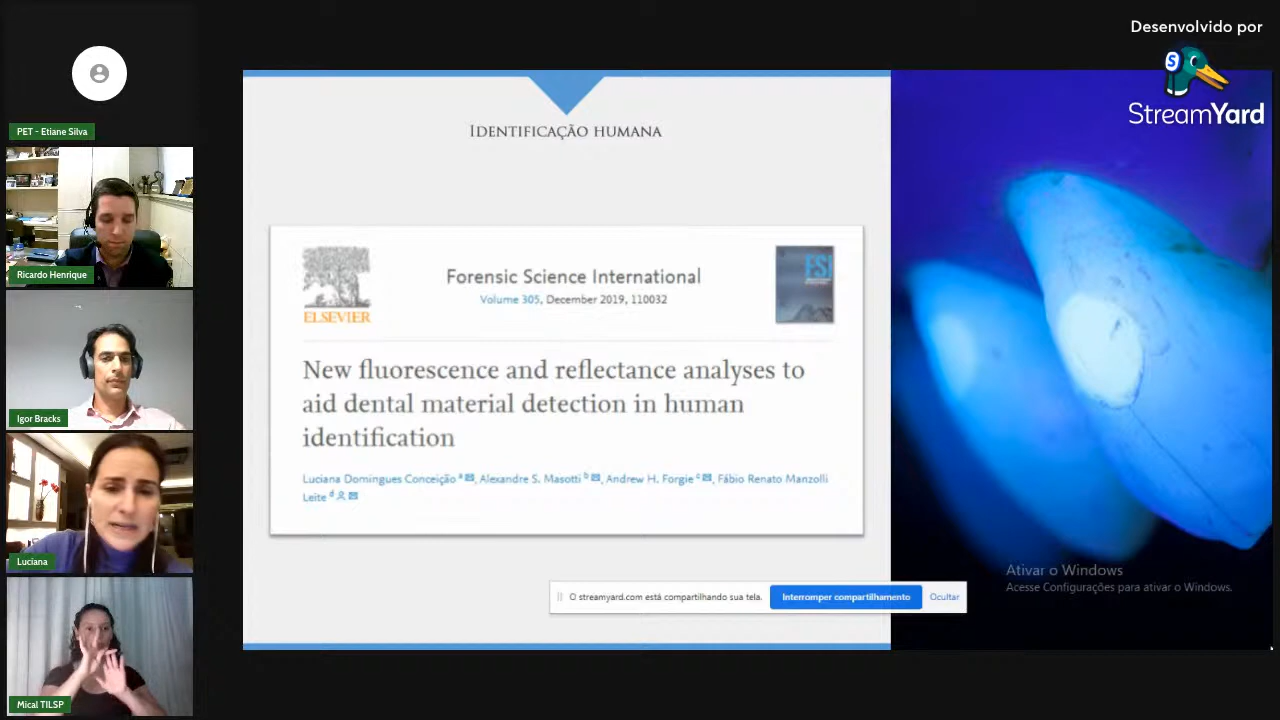 Desenvolvido por
StreamYard
PET - Etiane Silva
Ricardo Henrique
Igor Bracks
Luciana
Mical TILSP
Identificação humana
ELSEVIER
Forensic Science International
Volume 305, December 2019, 110032
FSI
New fluorescence and reflectance analyses to
aid dental material detection in human
identification
Luciana Domingues Conceição a, Alexandre S. Masotti b, Andrew H. Forgie c, Fábio Renato Manzolli
Leite d
O streamyard.com está compartilhando sua tela.
Interromper compartilhamento
Ocultar
Ativar o Windows
Acesse Configurações para ativar o Windows.